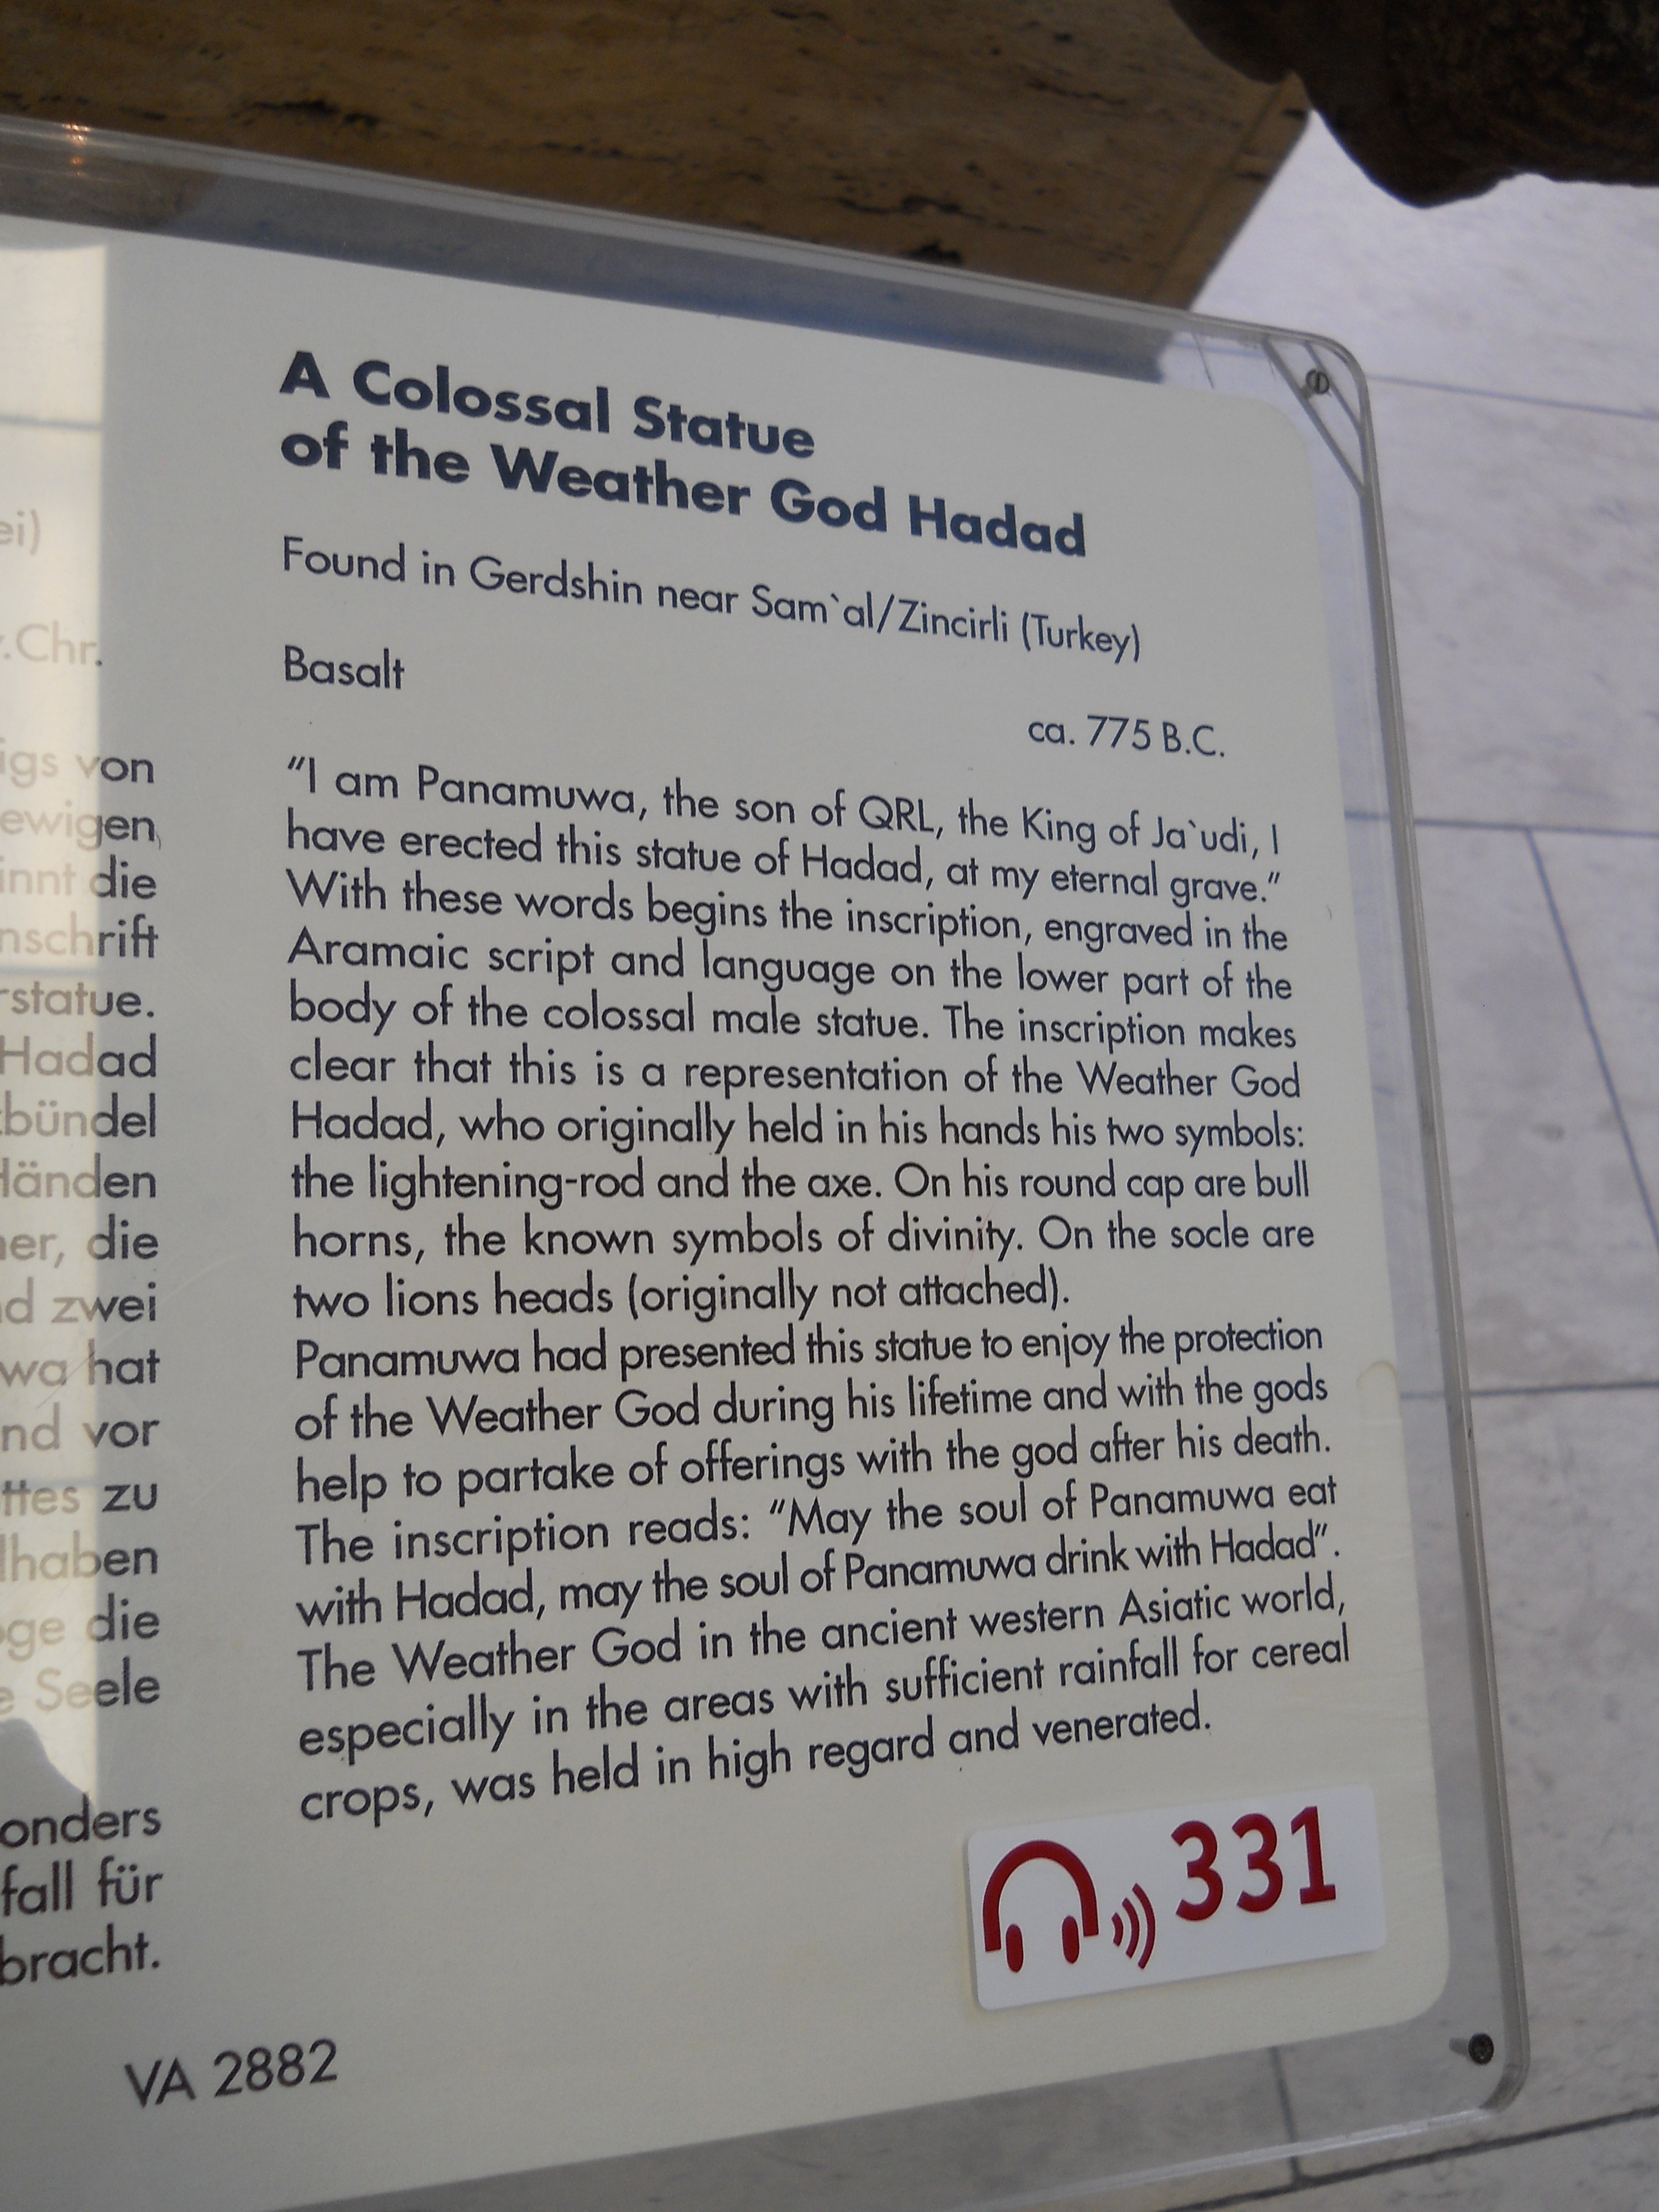 ei)
v.Chr.
igs von
ewigen
innt die
nschrift
rstatue.
Hadad
bündel
Händen
ner, die
nd zwei
wa hat
nd vor
ttes zu
lhaben
ge die
e Seele
onders
fall für
bracht.
VA 2882
A Colossal Statue
of the Weather God Hadad
Found in Gerdshin near Sam`al/Zincirli (Turkey)
Basalt
ca. 775 B.C.
"I am Panamuwa, the son of QRL, the King of Ja`udi, I
have erected this statue of Hadad, at my eternal grave."
With these words begins the inscription, engraved in the
Aramaic script and language on the lower part of the
body of the colossal male statue. The inscription makes
clear that this is a representation of the Weather God
Hadad, who originally held in his hands his two symbols:
the lightening-rod and the axe. On his round cap are bull
horns, the known symbols of divinity. On the socle are
two lions heads (originally not attached).
Panamuwa had presented this statue to enjoy the protection
of the Weather God during his lifetime and with the gods
help to partake of offerings with the god after his death.
The inscription reads: "May the soul of Panamuwa eat
with Hadad, may the soul of Panamuwa drink with Hadad".
The Weather God in the ancient western Asiatic world,
especially in the areas with sufficient rainfall for cereal
crops, was held in high regard and venerated.
331